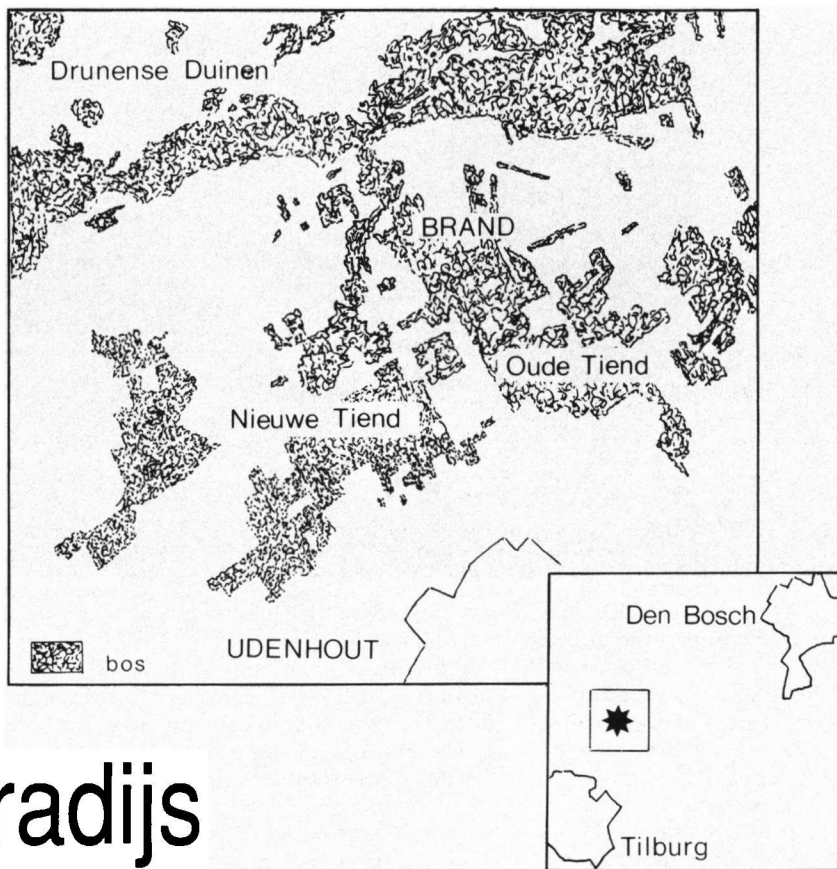 Drunense Duinen
BRAND
Oude Tiend
Nieuwe Tiend
UDENHOUT
bos
Den Bosch
Tilburg
radijs